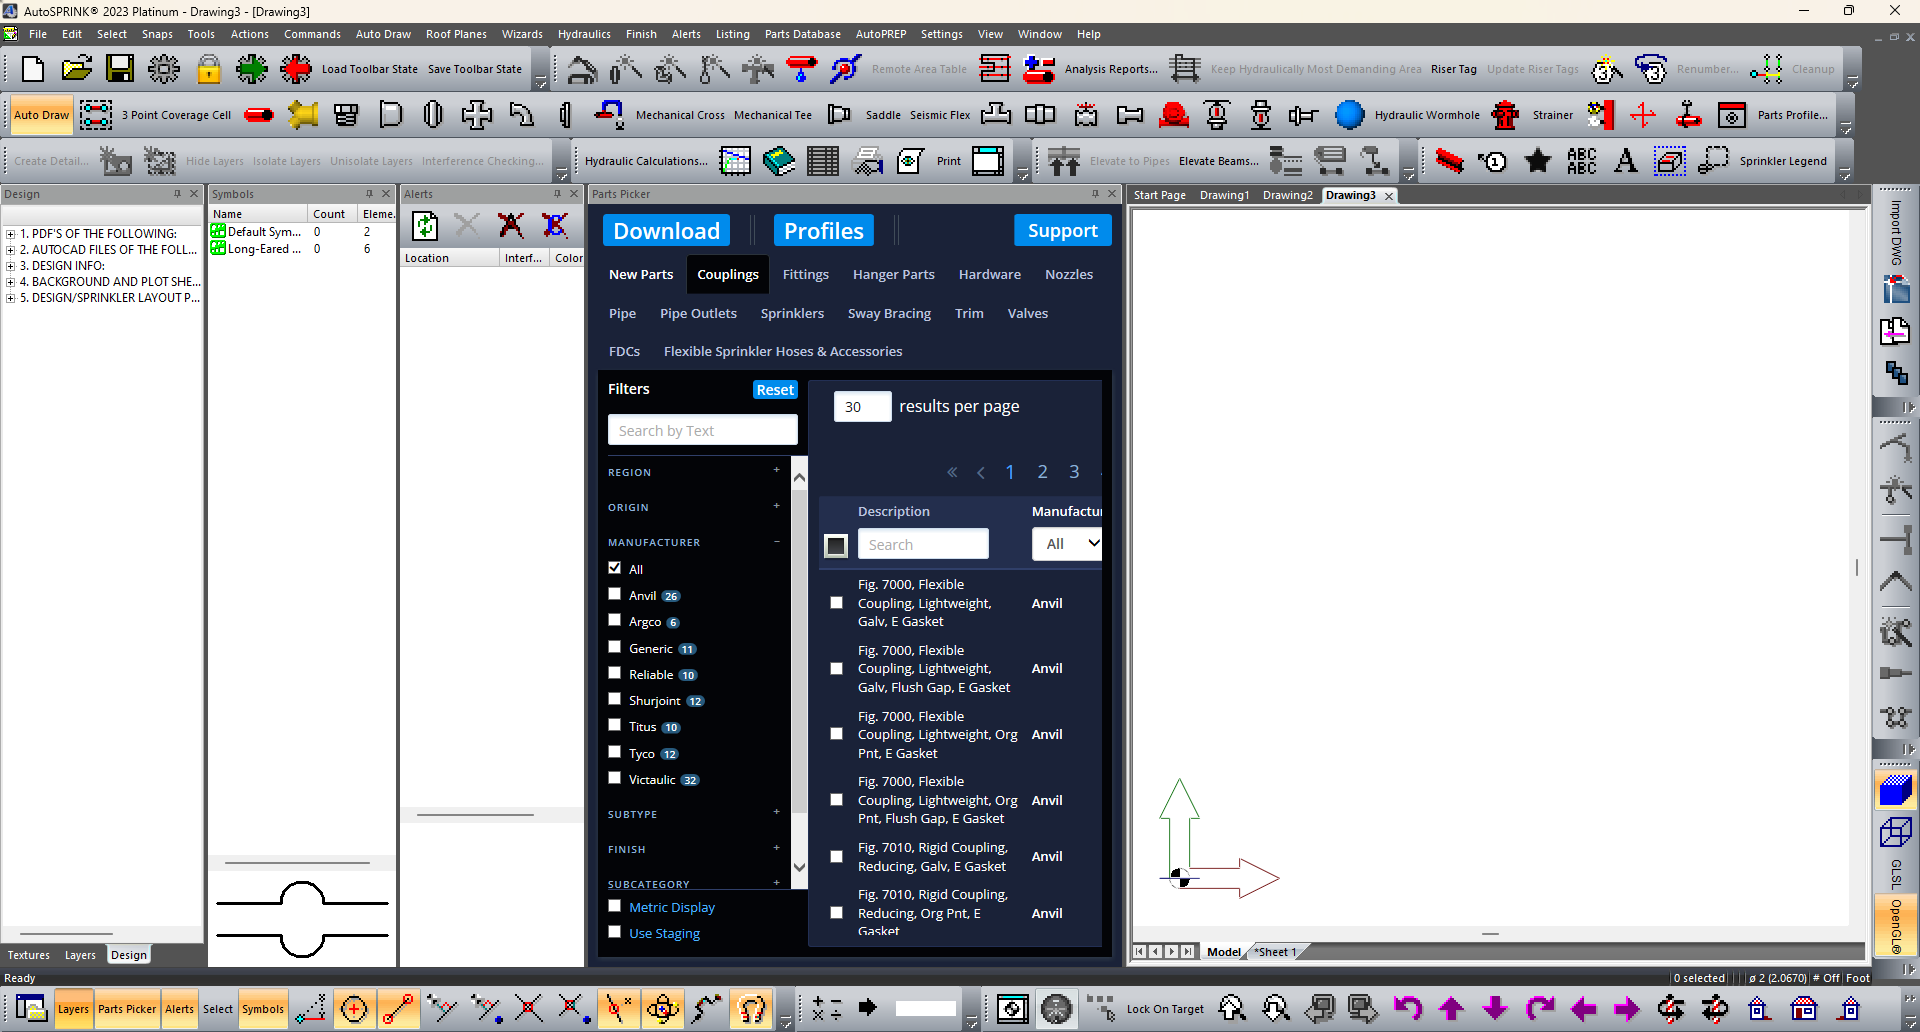 AutoSPRINK® 2023 Platinum - Drawing3 - [Drawing3]
File Edit Select Snaps Tools Actions Commands Auto Draw Roof Planes Wizards Hydraulics Finish Alerts Listing Parts Database AutoPREP Settings View Window Help
Load Toolbar State Save Toolbar State Remote Area Table Analysis Reports... Keep Hydraulically Most Demanding Area Riser Tag Update Riser Tags Renumber... Cleanup
Auto Draw 3 Point Coverage Cell Mechanical Cross Mechanical Tee Saddle Seismic Flex Hydraulic Wormhole Strainer Parts Profile...
Create Detail... Hide Layers Isolate Layers Unisolate Layers Interference Checking... Hydraulic Calculations... Print Elevate to Pipes Elevate Beams... ABC ABC A Sprinkler Legend
Design
1. PDF'S OF THE FOLLOWING:
2. AUTOCAD FILES OF THE FOLL...
3. DESIGN INFO:
4. BACKGROUND AND PLOT SHE...
5. DESIGN/SPRINKLER LAYOUT P...
Textures Layers Design
Symbols
Name Count Eleme...
Default Sym... 0 2
Long-Eared ... 0 6
Alerts
Location Interf... Color
Parts Picker
Download Profiles Support
New Parts Couplings Fittings Hanger Parts Hardware Nozzles
Pipe Pipe Outlets Sprinklers Sway Bracing Trim Valves
FDCs Flexible Sprinkler Hoses & Accessories
Filters Reset
Search by Text
REGION +
ORIGIN +
MANUFACTURER −
All
Anvil 26
Argco 6
Generic 11
Reliable 10
Shurjoint 12
Titus 10
Tyco 12
Victaulic 32
SUBTYPE +
FINISH +
SUBCATEGORY +
Metric Display
Use Staging
30 results per page
« ‹ 1 2 3
Description Manufactur
Search All
Fig. 7000, Flexible
Coupling, Lightweight,
Galv, E Gasket
Anvil
Fig. 7000, Flexible
Coupling, Lightweight,
Galv, Flush Gap, E Gasket
Anvil
Fig. 7000, Flexible
Coupling, Lightweight, Org
Pnt, E Gasket
Anvil
Fig. 7000, Flexible
Coupling, Lightweight, Org
Pnt, Flush Gap, E Gasket
Anvil
Fig. 7010, Rigid Coupling,
Reducing, Galv, E Gasket
Anvil
Fig. 7010, Rigid Coupling,
Reducing, Org Pnt, E
Gasket
Anvil
Start Page Drawing1 Drawing2 Drawing3
Model *Sheet 1
Import DWG
GLSL
OpenGL®
Ready
0 selected ø 2 (2.0670) # Off Foot
Layers Parts Picker Alerts Select Symbols Lock On Target